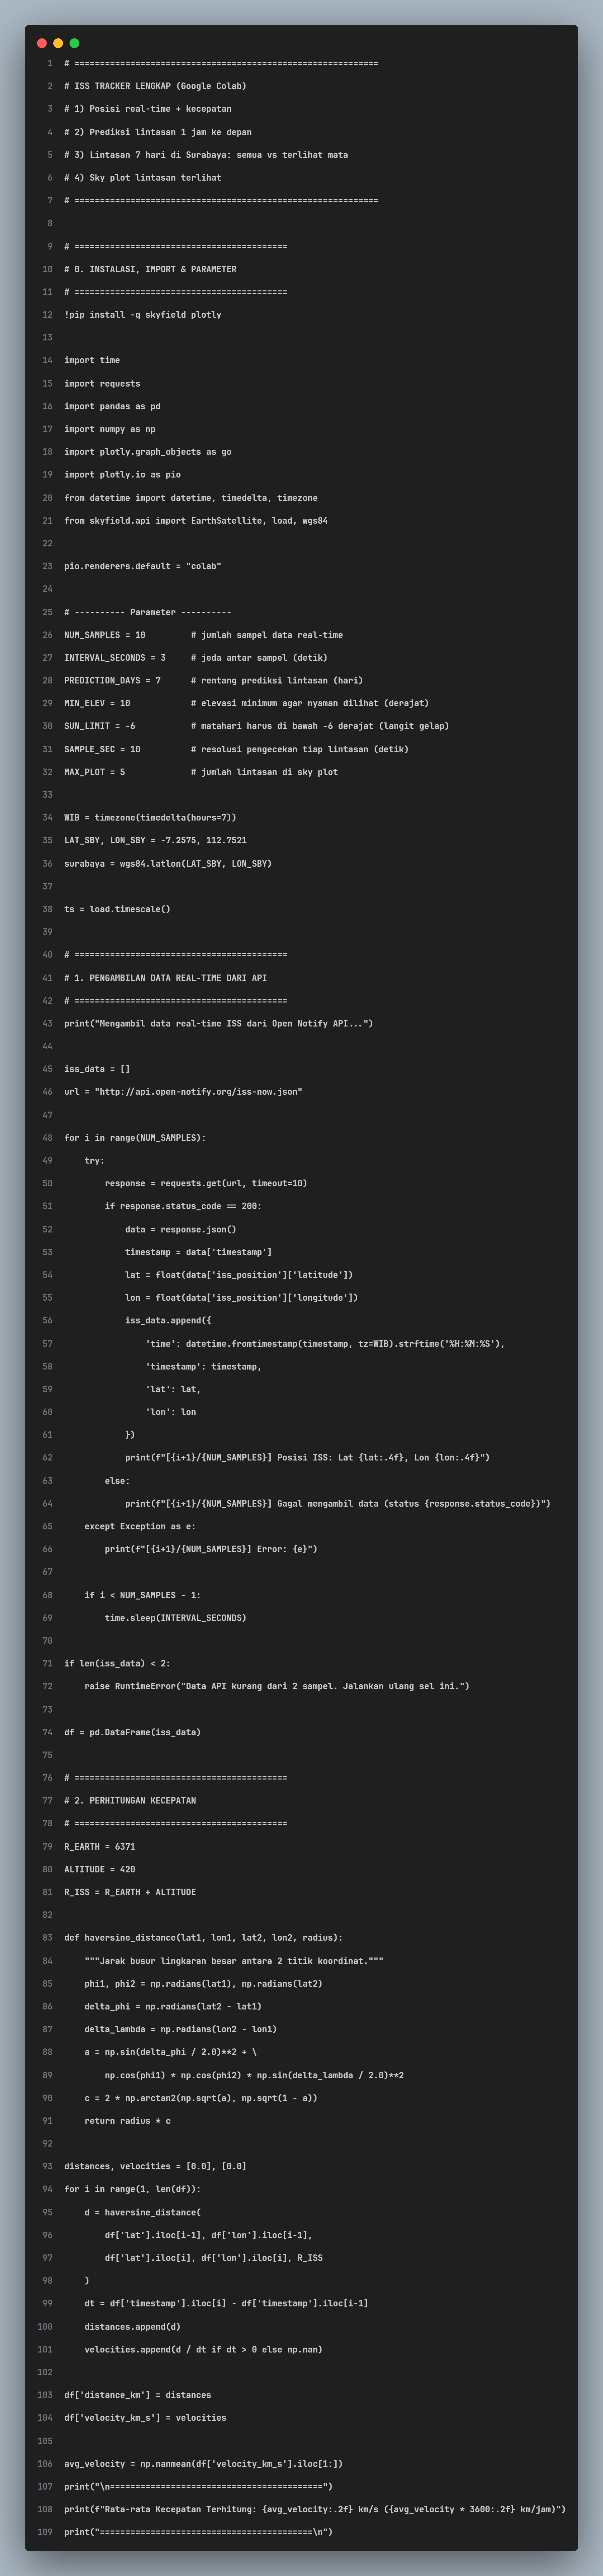 1 # ============================================================
2 # ISS TRACKER LENGKAP (Google Colab)
3 # 1) Posisi real-time + kecepatan
4 # 2) Prediksi lintasan 1 jam ke depan
5 # 3) Lintasan 7 hari di Surabaya: semua vs terlihat mata
6 # 4) Sky plot lintasan terlihat
7 # ============================================================
8
9 # ==========================================
10 # 0. INSTALASI, IMPORT & PARAMETER
11 # ==========================================
12 !pip install -q skyfield plotly
13
14 import time
15 import requests
16 import pandas as pd
17 import numpy as np
18 import plotly.graph_objects as go
19 import plotly.io as pio
20 from datetime import datetime, timedelta, timezone
21 from skyfield.api import EarthSatellite, load, wgs84
22
23 pio.renderers.default = "colab"
24
25 # ---------- Parameter ----------
26 NUM_SAMPLES = 10         # jumlah sampel data real-time
27 INTERVAL_SECONDS = 3     # jeda antar sampel (detik)
28 PREDICTION_DAYS = 7      # rentang prediksi lintasan (hari)
29 MIN_ELEV = 10            # elevasi minimum agar nyaman dilihat (derajat)
30 SUN_LIMIT = -6           # matahari harus di bawah -6 derajat (langit gelap)
31 SAMPLE_SEC = 10          # resolusi pengecekan tiap lintasan (detik)
32 MAX_PLOT = 5             # jumlah lintasan di sky plot
33
34 WIB = timezone(timedelta(hours=7))
35 LAT_SBY, LON_SBY = -7.2575, 112.7521
36 surabaya = wgs84.latlon(LAT_SBY, LON_SBY)
37
38 ts = load.timescale()
39
40 # ==========================================
41 # 1. PENGAMBILAN DATA REAL-TIME DARI API
42 # ==========================================
43 print("Mengambil data real-time ISS dari Open Notify API...")
44
45 iss_data = []
46 url = "http://api.open-notify.org/iss-now.json"
47
48 for i in range(NUM_SAMPLES):
49     try:
50         response = requests.get(url, timeout=10)
51         if response.status_code == 200:
52             data = response.json()
53             timestamp = data['timestamp']
54             lat = float(data['iss_position']['latitude'])
55             lon = float(data['iss_position']['longitude'])
56             iss_data.append({
57                 'time': datetime.fromtimestamp(timestamp, tz=WIB).strftime('%H:%M:%S'),
58                 'timestamp': timestamp,
59                 'lat': lat,
60                 'lon': lon
61             })
62             print(f"[{i+1}/{NUM_SAMPLES}] Posisi ISS: Lat {lat:.4f}, Lon {lon:.4f}")
63         else:
64             print(f"[{i+1}/{NUM_SAMPLES}] Gagal mengambil data (status {response.status_code})")
65     except Exception as e:
66         print(f"[{i+1}/{NUM_SAMPLES}] Error: {e}")
67
68     if i < NUM_SAMPLES - 1:
69         time.sleep(INTERVAL_SECONDS)
70
71 if len(iss_data) < 2:
72     raise RuntimeError("Data API kurang dari 2 sampel. Jalankan ulang sel ini.")
73
74 df = pd.DataFrame(iss_data)
75
76 # ==========================================
77 # 2. PERHITUNGAN KECEPATAN
78 # ==========================================
79 R_EARTH = 6371
80 ALTITUDE = 420
81 R_ISS = R_EARTH + ALTITUDE
82
83 def haversine_distance(lat1, lon1, lat2, lon2, radius):
84     """Jarak busur lingkaran besar antara 2 titik koordinat."""
85     phi1, phi2 = np.radians(lat1), np.radians(lat2)
86     delta_phi = np.radians(lat2 - lat1)
87     delta_lambda = np.radians(lon2 - lon1)
88     a = np.sin(delta_phi / 2.0)**2 + \
89         np.cos(phi1) * np.cos(phi2) * np.sin(delta_lambda / 2.0)**2
90     c = 2 * np.arctan2(np.sqrt(a), np.sqrt(1 - a))
91     return radius * c
92
93 distances, velocities = [0.0], [0.0]
94 for i in range(1, len(df)):
95     d = haversine_distance(
96         df['lat'].iloc[i-1], df['lon'].iloc[i-1],
97         df['lat'].iloc[i], df['lon'].iloc[i], R_ISS
98     )
99     dt = df['timestamp'].iloc[i] - df['timestamp'].iloc[i-1]
100     distances.append(d)
101     velocities.append(d / dt if dt > 0 else np.nan)
102
103 df['distance_km'] = distances
104 df['velocity_km_s'] = velocities
105
106 avg_velocity = np.nanmean(df['velocity_km_s'].iloc[1:])
107 print("\n==========================================")
108 print(f"Rata-rata Kecepatan Terhitung: {avg_velocity:.2f} km/s ({avg_velocity * 3600:.2f} km/jam)")
109 print("==========================================\n")